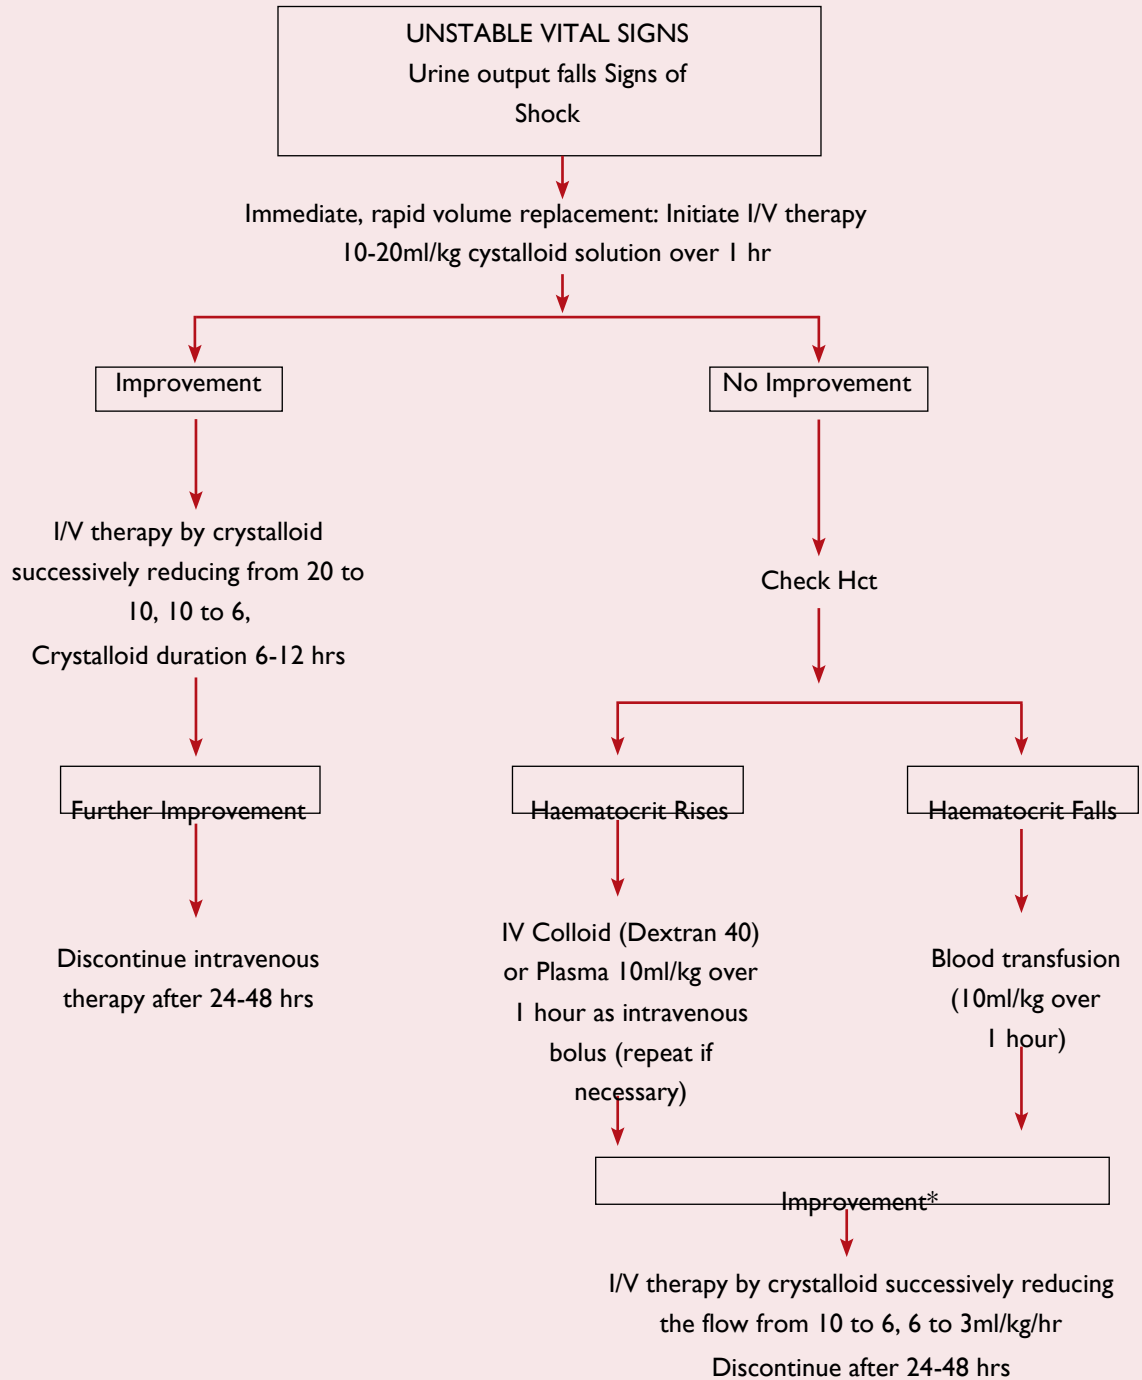 UNSTABLE VITAL SIGNS
Urine output falls Signs of
Shock
Immediate, rapid volume replacement: Initiate I/V therapy
10-20ml/kg cystalloid solution over 1 hr
Improvement
No Improvement
I/V therapy by crystalloid
successively reducing from 20 to
10, 10 to 6,
Crystalloid duration 6-12 hrs
Check Hct
Further Improvement
Haematocrit Rises
Haematocrit Falls
Discontinue intravenous
therapy after 24-48 hrs
IV Colloid (Dextran 40)
or Plasma 10ml/kg over
1 hour as intravenous
bolus (repeat if
necessary)
Blood transfusion
(10ml/kg over
1 hour)
Improvement*
I/V therapy by crystalloid successively reducing
the flow from 10 to 6, 6 to 3ml/kg/hr
Discontinue after 24-48 hrs